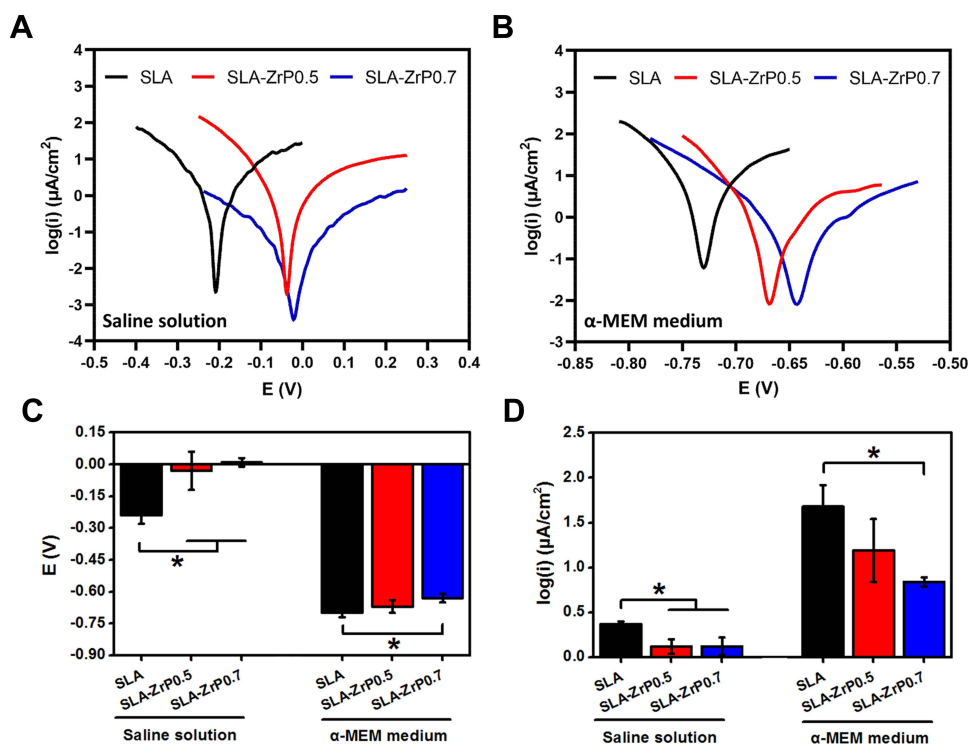 A
4
3
2
1
0
-1
-2
-3
-4
log(i) (µA/cm²)
SLA SLA-ZrP0.5 SLA-ZrP0.7
Saline solution
-0.5 -0.4 -0.3 -0.2 -0.1 0.0 0.1 0.2 0.3 0.4
E (V)
B
4
3
2
1
0
-1
-2
-3
log(i) (µA/cm²)
SLA SLA-ZrP0.5 SLA-ZrP0.7
α-MEM medium
-0.85 -0.80 -0.75 -0.70 -0.65 -0.60 -0.55 -0.50
E (V)
C
0.15
0.00
-0.15
-0.30
-0.45
-0.60
-0.75
-0.90
E (V)
*
*
SLA
SLA-ZrP0.5
SLA-ZrP0.7
SLA
SLA-ZrP0.5
SLA-ZrP0.7
Saline solution
α-MEM medium
D
2.5
2.0
1.5
1.0
0.5
0.0
log(i) (µA/cm²)
*
*
SLA
SLA-ZrP0.5
SLA-ZrP0.7
SLA
SLA-ZrP0.5
SLA-ZrP0.7
Saline solution
α-MEM medium